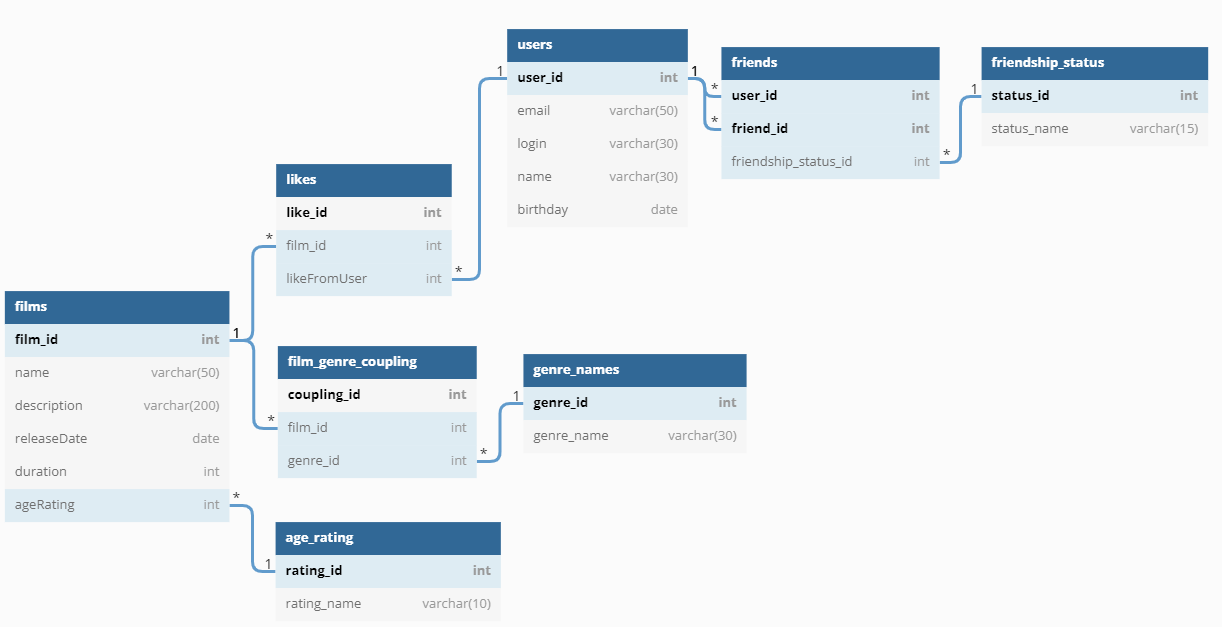 users
user_id int
email varchar(50)
login varchar(30)
name varchar(30)
birthday date
1
1
friends
user_id int
friend_id int
friendship_status_id int
*
*
*
friendship_status
status_id int
status_name varchar(15)
1
likes
like_id int
film_id int
likeFromUser int
*
*
films
film_id int
name varchar(50)
description varchar(200)
releaseDate date
duration int
ageRating int
1
*
film_genre_coupling
coupling_id int
film_id int
genre_id int
*
*
genre_names
genre_id int
genre_name varchar(30)
1
age_rating
rating_id int
rating_name varchar(10)
1